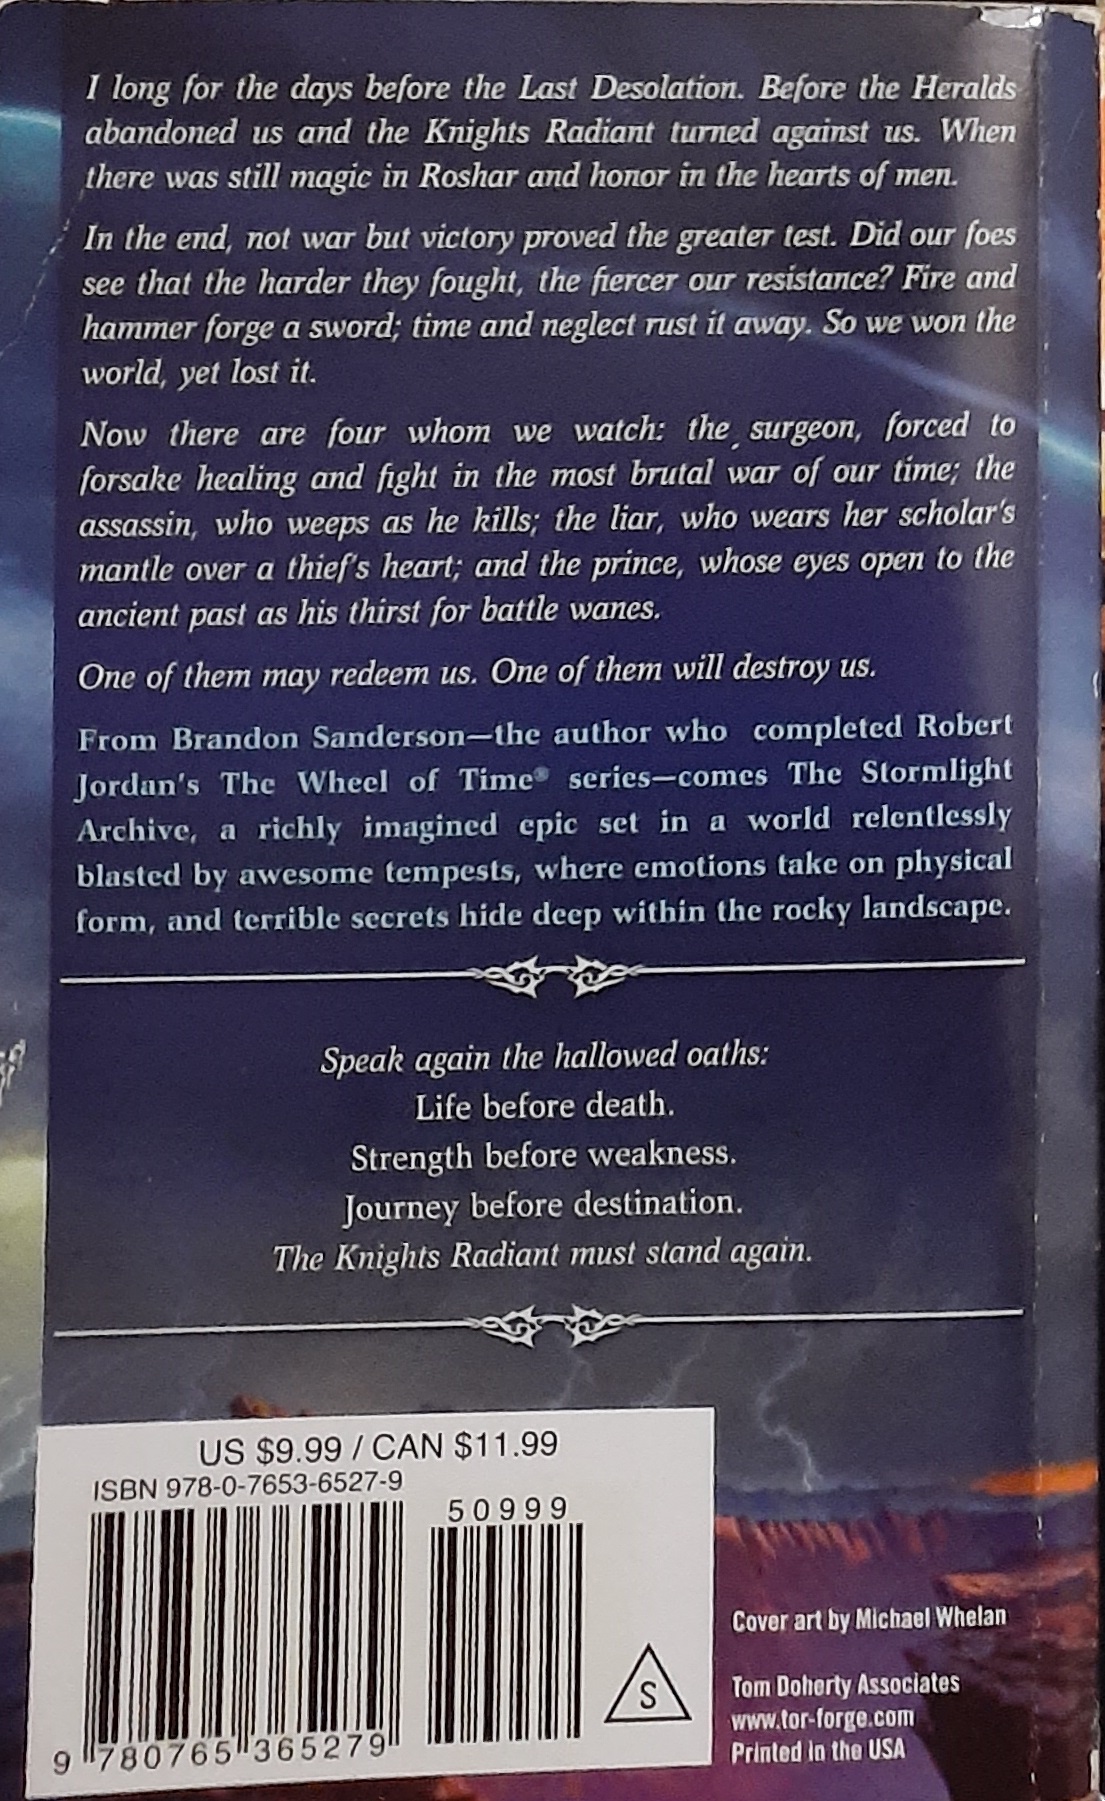 I long for the days before the Last Desolation. Before the Heralds
abandoned us and the Knights Radiant turned against us. When
there was still magic in Roshar and honor in the hearts of men.
In the end, not war but victory proved the greater test. Did our foes
see that the harder they fought, the fiercer our resistance? Fire and
hammer forge a sword; time and neglect rust it away. So we won the
world, yet lost it.
Now there are four whom we watch: the surgeon, forced to
forsake healing and fight in the most brutal war of our time; the
assassin, who weeps as he kills; the liar, who wears her scholar's
mantle over a thief's heart; and the prince, whose eyes open to the
ancient past as his thirst for battle wanes.
One of them may redeem us. One of them will destroy us.
From Brandon Sanderson—the author who completed Robert
Jordan's The Wheel of Time® series—comes The Stormlight
Archive, a richly imagined epic set in a world relentlessly
blasted by awesome tempests, where emotions take on physical
form, and terrible secrets hide deep within the rocky landscape.
Speak again the hallowed oaths:
Life before death.
Strength before weakness.
Journey before destination.
The Knights Radiant must stand again.
US $9.99 / CAN $11.99
ISBN 978-0-7653-6527-9
50999
9 780765 365279
S
Cover art by Michael Whelan
Tom Doherty Associates
www.tor-forge.com
Printed in the USA